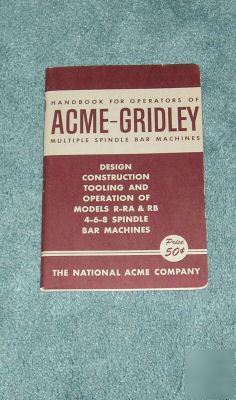 HANDBOOK FOR OPERATORS OF
ACME-GRIDLEY
MULTIPLE SPINDLE BAR MACHINES
DESIGN
CONSTRUCTION
TOOLING AND
OPERATION OF
MODELS R-RA & RB
4-6-8 SPINDLE
BAR MACHINES
Price
50¢
THE NATIONAL ACME COMPANY